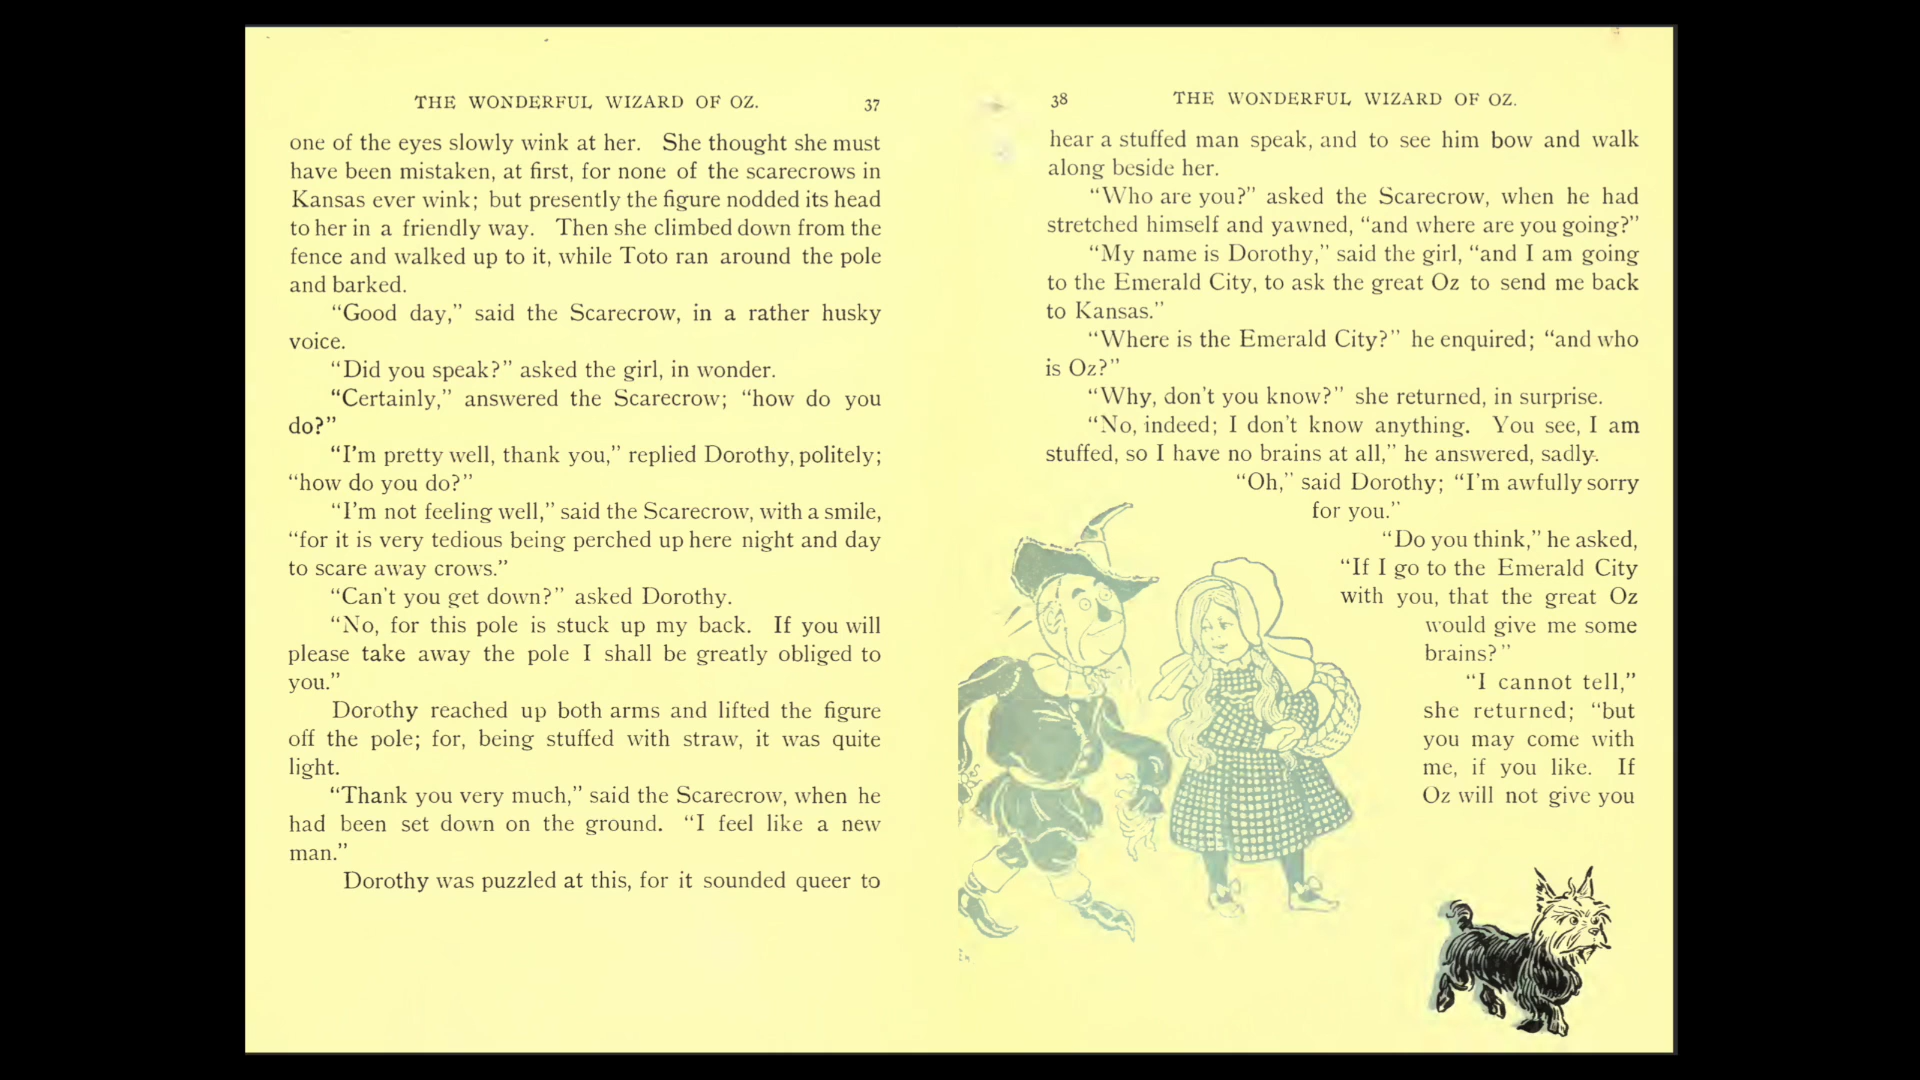 THE WONDERFUL WIZARD OF OZ. 37
one of the eyes slowly wink at her. She thought she must
have been mistaken, at first, for none of the scarecrows in
Kansas ever wink; but presently the figure nodded its head
to her in a friendly way. Then she climbed down from the
fence and walked up to it, while Toto ran around the pole
and barked.
“Good day,” said the Scarecrow, in a rather husky
voice.
“Did you speak?” asked the girl, in wonder.
“Certainly,” answered the Scarecrow; “how do you
do?”
“I'm pretty well, thank you,” replied Dorothy, politely;
“how do you do?”
“I'm not feeling well,” said the Scarecrow, with a smile,
“for it is very tedious being perched up here night and day
to scare away crows.”
“Can't you get down?” asked Dorothy.
“No, for this pole is stuck up my back. If you will
please take away the pole I shall be greatly obliged to
you.”
Dorothy reached up both arms and lifted the figure
off the pole; for, being stuffed with straw, it was quite
light.
“Thank you very much,” said the Scarecrow, when he
had been set down on the ground. “I feel like a new
man.”
Dorothy was puzzled at this, for it sounded queer to
38 THE WONDERFUL WIZARD OF OZ.
hear a stuffed man speak, and to see him bow and walk
along beside her.
“Who are you?” asked the Scarecrow, when he had
stretched himself and yawned, “and where are you going?”
“My name is Dorothy,” said the girl, “and I am going
to the Emerald City, to ask the great Oz to send me back
to Kansas.”
“Where is the Emerald City?” he enquired; “and who
is Oz?”
“Why, don't you know?” she returned, in surprise.
“No, indeed; I don't know anything. You see, I am
stuffed, so I have no brains at all,” he answered, sadly.
“Oh,” said Dorothy; “I'm awfully sorry
for you.”
“Do you think,” he asked,
“If I go to the Emerald City
with you, that the great Oz
would give me some
brains?”
“I cannot tell,”
she returned; “but
you may come with
me, if you like. If
Oz will not give you